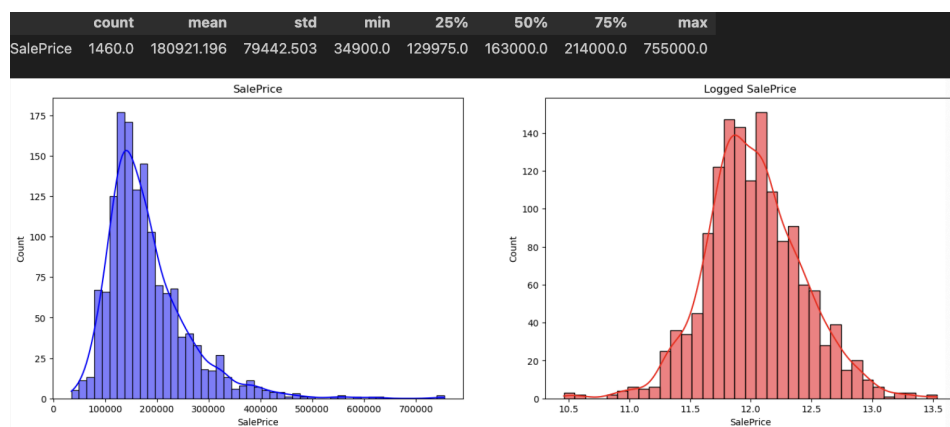 count mean std min 25% 50% 75% max
SalePrice 1460.0 180921.196 79442.503 34900.0 129975.0 163000.0 214000.0 755000.0
SalePrice
175
150
125
100
75
50
25
0
Count
0 100000 200000 300000 400000 500000 600000 700000
SalePrice
Logged SalePrice
140
120
100
80
60
40
20
0
Count
10.5 11.0 11.5 12.0 12.5 13.0 13.5
SalePrice